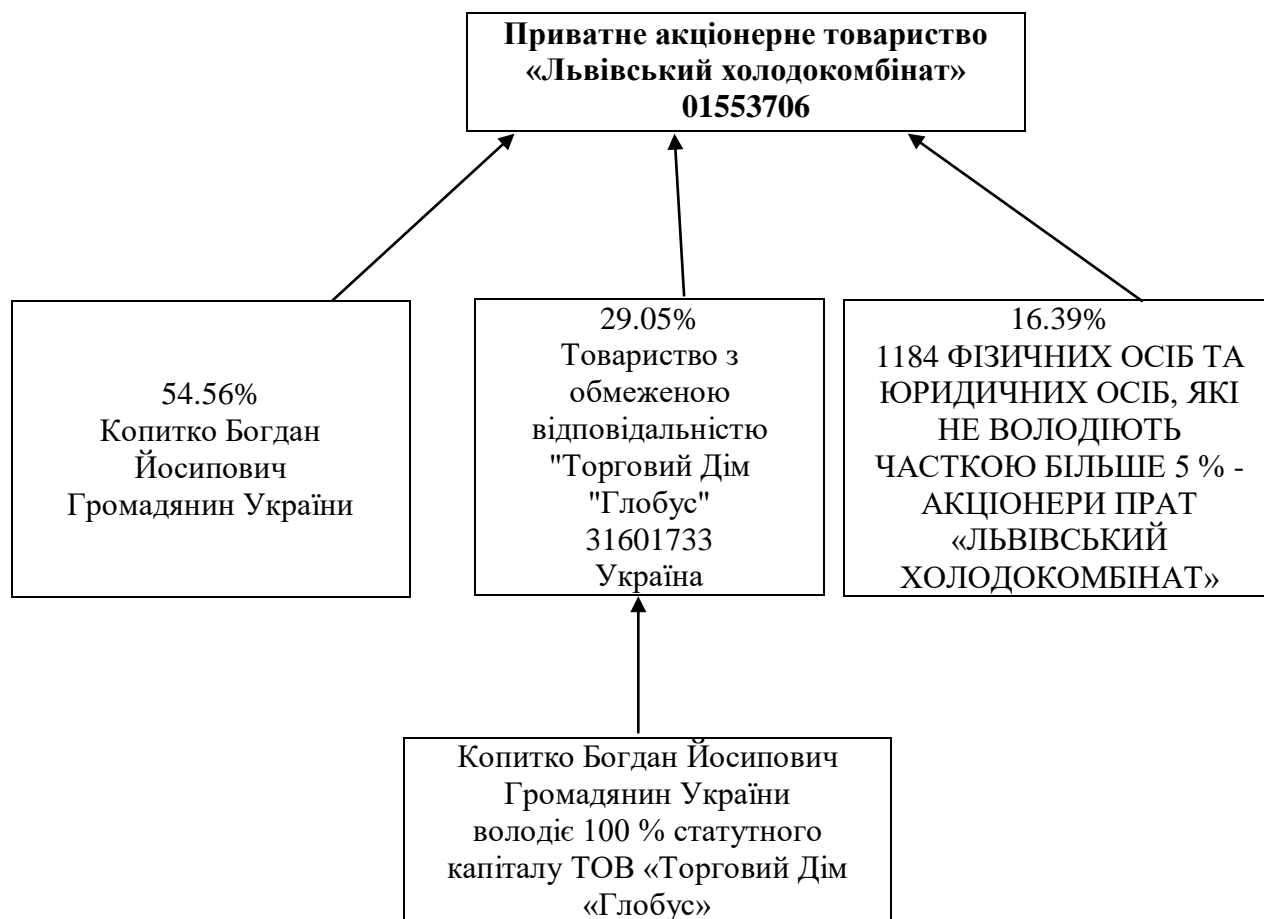 Приватне акціонерне товариство
«Львівський холодокомбінат»
01553706
54.56%
Копитко Богдан
Йосипович
Громадянин України
29.05%
Товариство з
обмеженою
відповідальністю
"Торговий Дім
"Глобус"
31601733
Україна
16.39%
1184 ФІЗИЧНИХ ОСІБ ТА
ЮРИДИЧНИХ ОСІБ, ЯКІ
НЕ ВОЛОДІЮТЬ
ЧАСТКОЮ БІЛЬШЕ 5 % -
АКЦІОНЕРИ ПРАТ
«ЛЬВІВСЬКИЙ
ХОЛОДОКОМБІНАТ»
Копитко Богдан Йосипович
Громадянин України
володіє 100 % статутного
капіталу ТОВ «Торговий Дім
«Глобус»